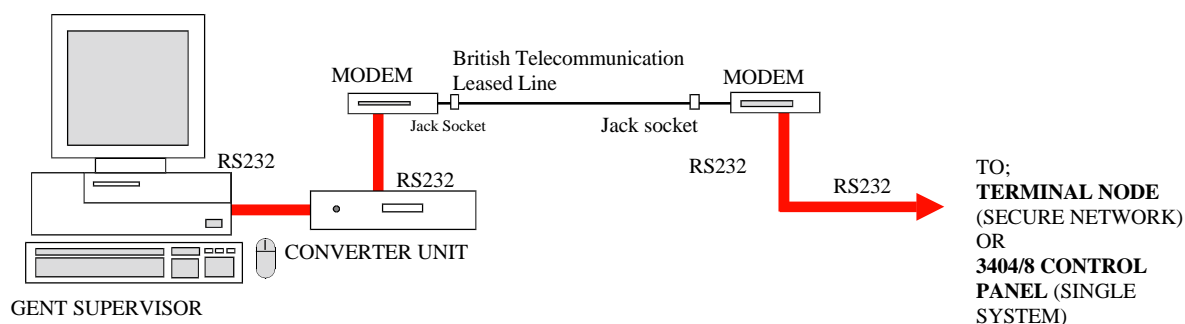 British Telecommunication
Leased Line
MODEM
MODEM
Jack Socket
Jack socket
RS232
RS232
RS232
RS232
TO;
TERMINAL NODE
(SECURE NETWORK)
OR
3404/8 CONTROL
PANEL (SINGLE
SYSTEM)
CONVERTER UNIT
GENT SUPERVISOR